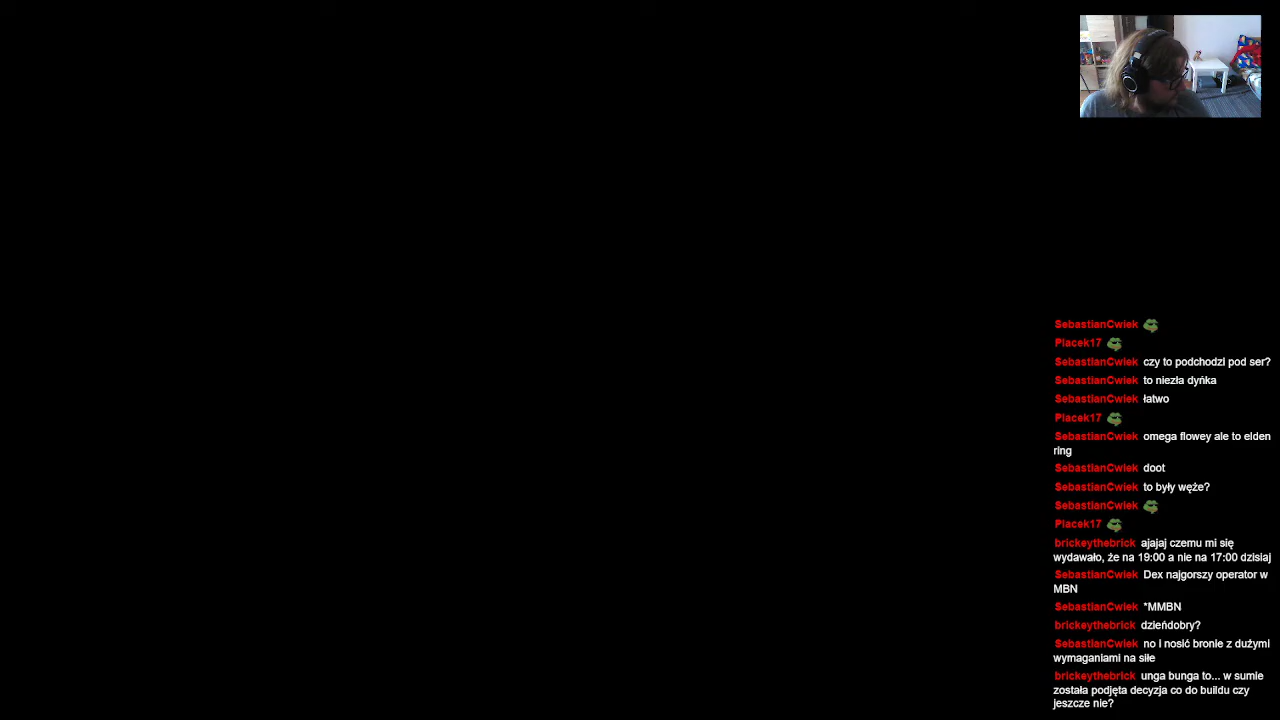 SebastianCwiek
Placek17
SebastianCwiek czy to podchodzi pod ser?
SebastianCwiek to niezła dyńka
SebastianCwiek łatwo
Placek17
SebastianCwiek omega flowey ale to elden
ring
SebastianCwiek doot
SebastianCwiek to były węże?
SebastianCwiek
Placek17
brickeythebrick ajajaj czemu mi się
wydawało, że na 19:00 a nie na 17:00 dzisiaj
SebastianCwiek Dex najgorszy operator w
MBN
SebastianCwiek *MMBN
brickeythebrick dzieńdobry?
SebastianCwiek no i nosić bronie z dużymi
wymaganiami na siłe
brickeythebrick unga bunga to... w sumie
została podjęta decyzja co do buildu czy
jeszcze nie?